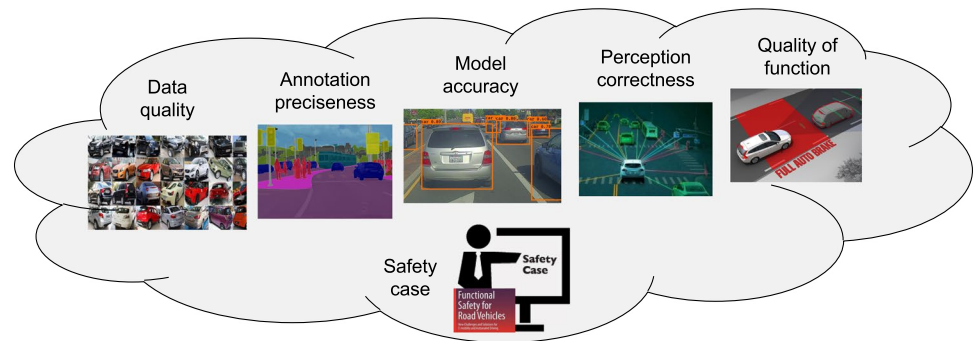 Data
quality
Annotation
preciseness
Model
accuracy
Perception
correctness
Quality of
function
FULL AUTO BRAKE
Safety
case
Safety
Case
Functional
Safety for
Road Vehicles